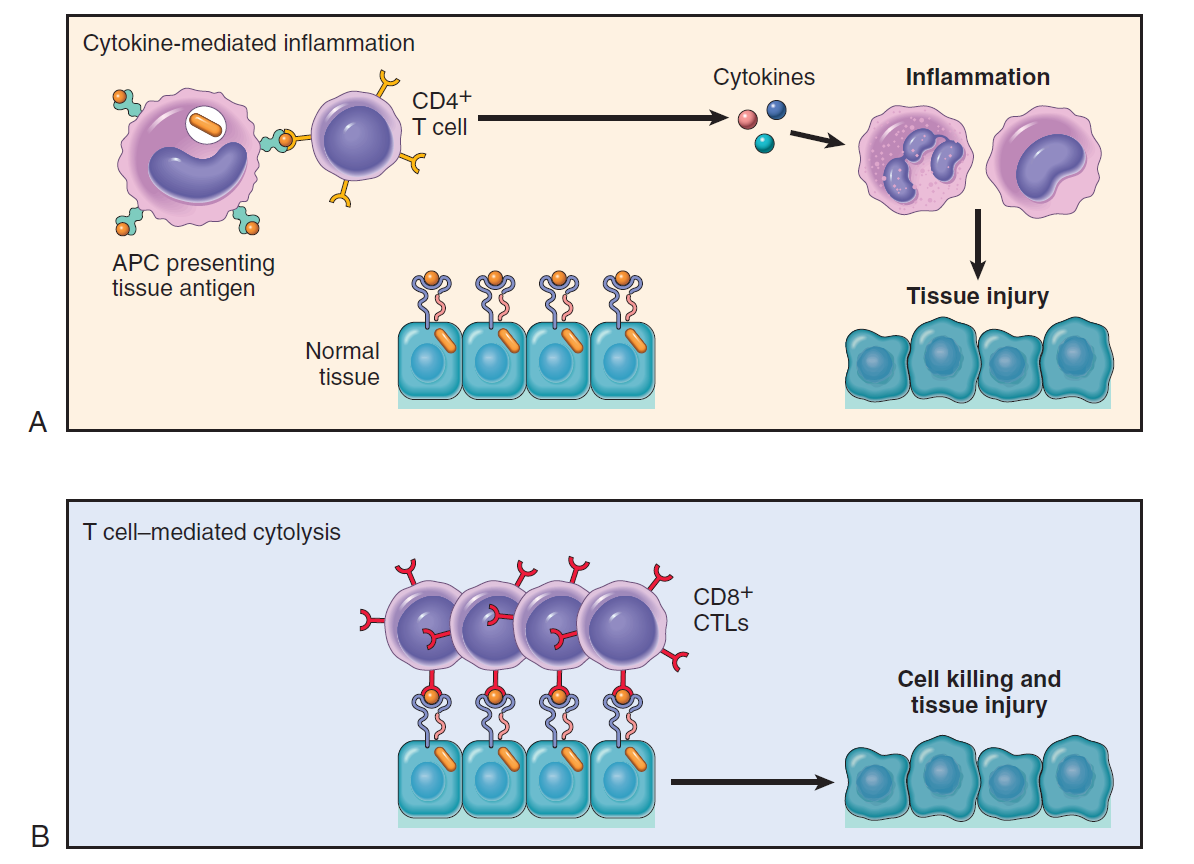 Cytokine-mediated inflammation
CD4+
T cell
Cytokines
Inflammation
APC presenting
tissue antigen
Normal
tissue
Tissue injury
A
T cell–mediated cytolysis
CD8+
CTLs
Cell killing and
tissue injury
B